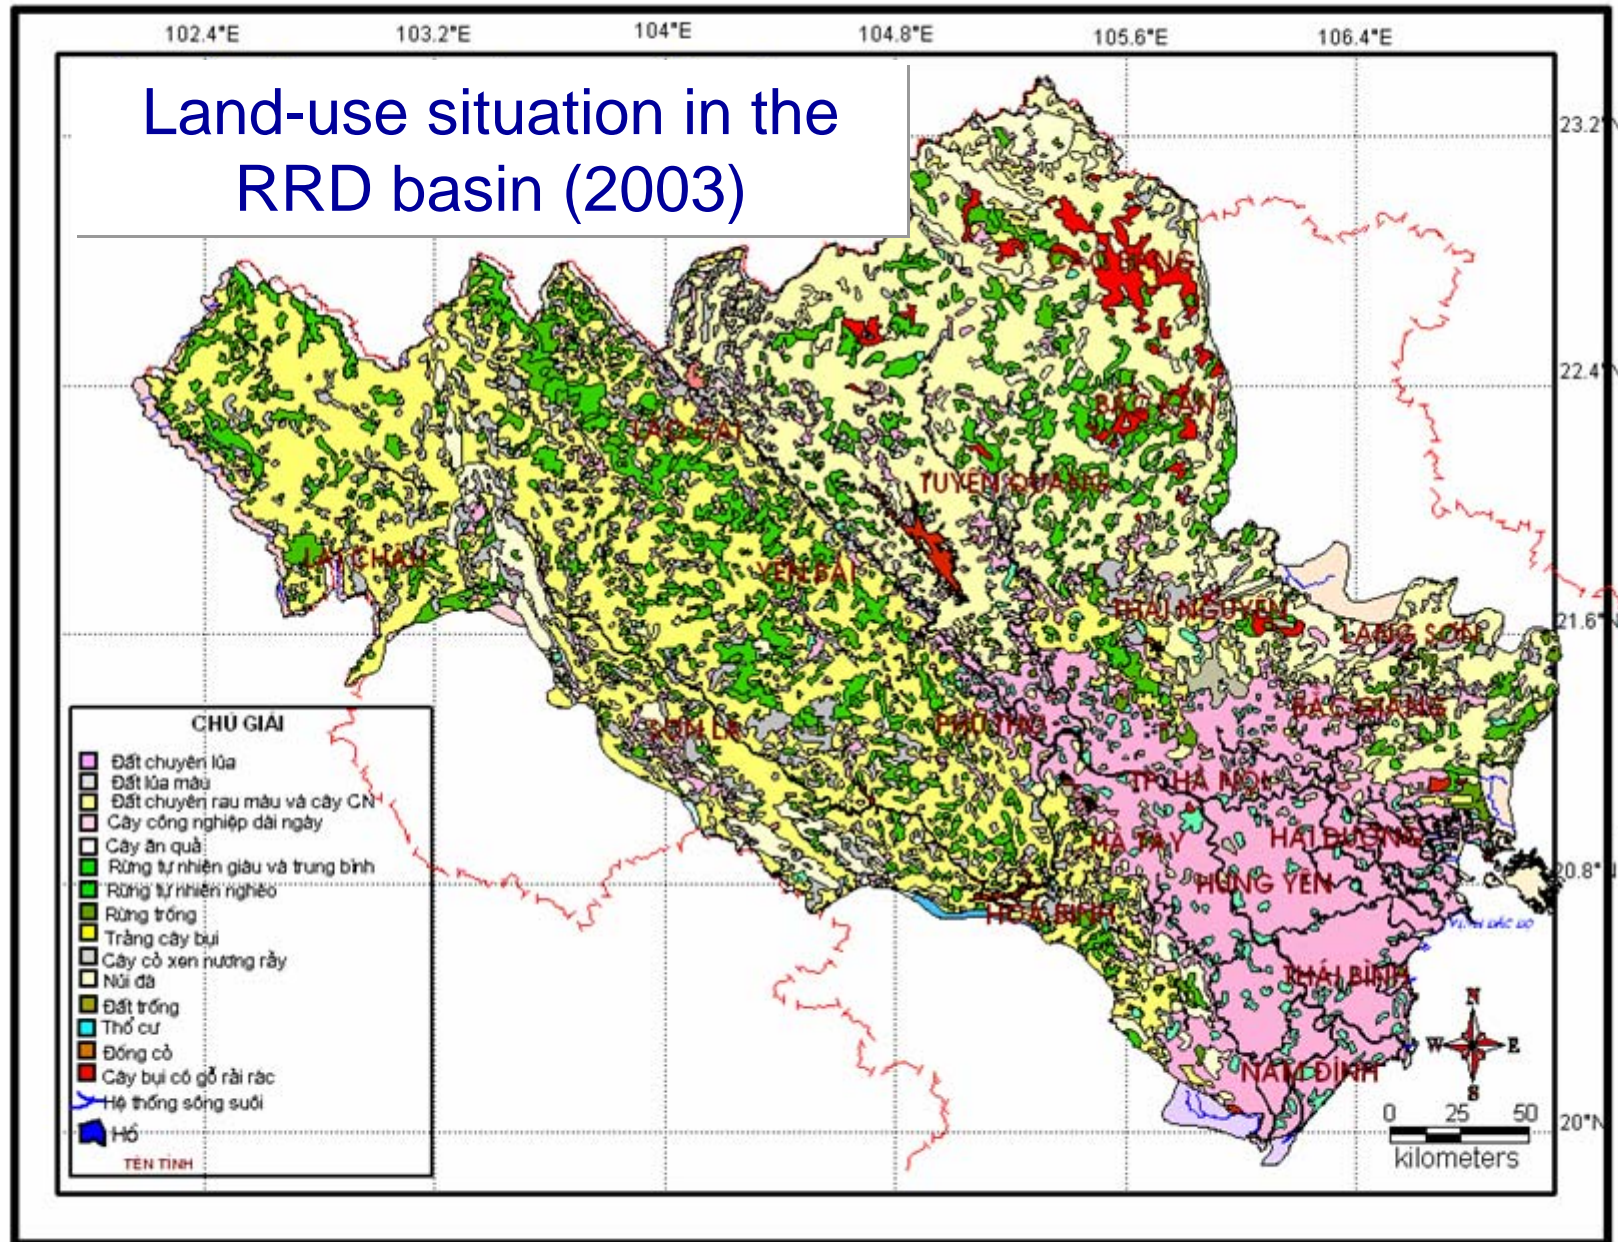 102.4°E 103.2°E 104°E 104.8°E 105.6°E 106.4°E
Land-use situation in the
RRD basin (2003)
23.2°N
CAO BẰNG
22.4°N
BẮC KẠN
LÀO CAI
TUYÊN QUANG
LAI CHÂU
YÊN BÁI
THÁI NGUYÊN
21.6°N
LẠNG SƠN
BẮC GIANG
SƠN LA
PHÚ THỌ
TP. HÀ NỘI
HÀ TÂY
HẢI DƯƠNG
20.8°N
HƯNG YÊN
HOÀ BÌNH
THÁI BÌNH
NAM ĐỊNH
20°N
CHÚ GIẢI
Đất chuyên lúa
Đất lúa màu
Đất chuyên rau màu và cây CN
Cây công nghiệp dài ngày
Cây ăn quả
Rừng tự nhiên giàu và trung bình
Rừng tự nhiên nghèo
Rừng trồng
Trảng cây bụi
Cây cỏ xen nương rẫy
Núi đá
Đất trống
Thổ cư
Đồng cỏ
Cây bụi có gỗ rải rác
Hệ thống sông suối
Hồ
TÊN TỈNH
N
W E
S
0 25 50
kilometers